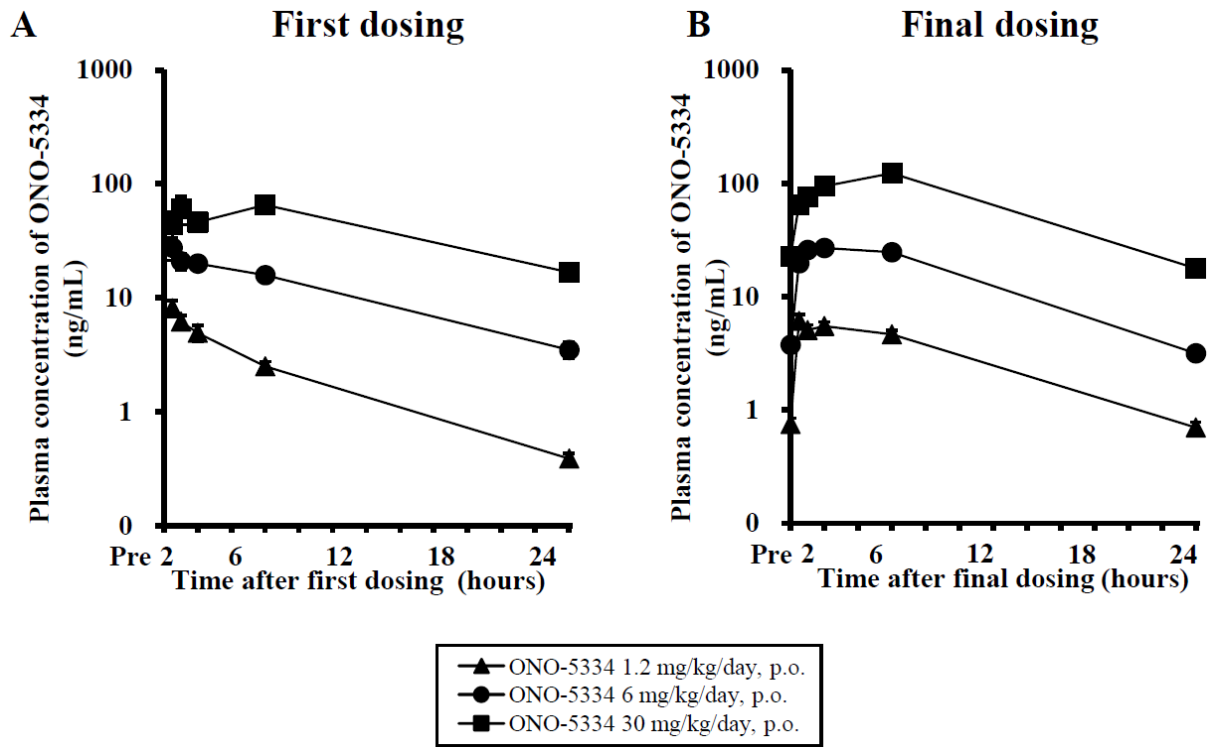 A First dosing
Plasma concentration of ONO-5334
(ng/mL)
1000
100
10
1
0
Pre 2 6 12 18 24
Time after first dosing (hours)
B Final dosing
Plasma concentration of ONO-5334
(ng/mL)
1000
100
10
1
0
Pre 2 6 12 18 24
Time after final dosing (hours)
ONO-5334 1.2 mg/kg/day, p.o.
ONO-5334 6 mg/kg/day, p.o.
ONO-5334 30 mg/kg/day, p.o.